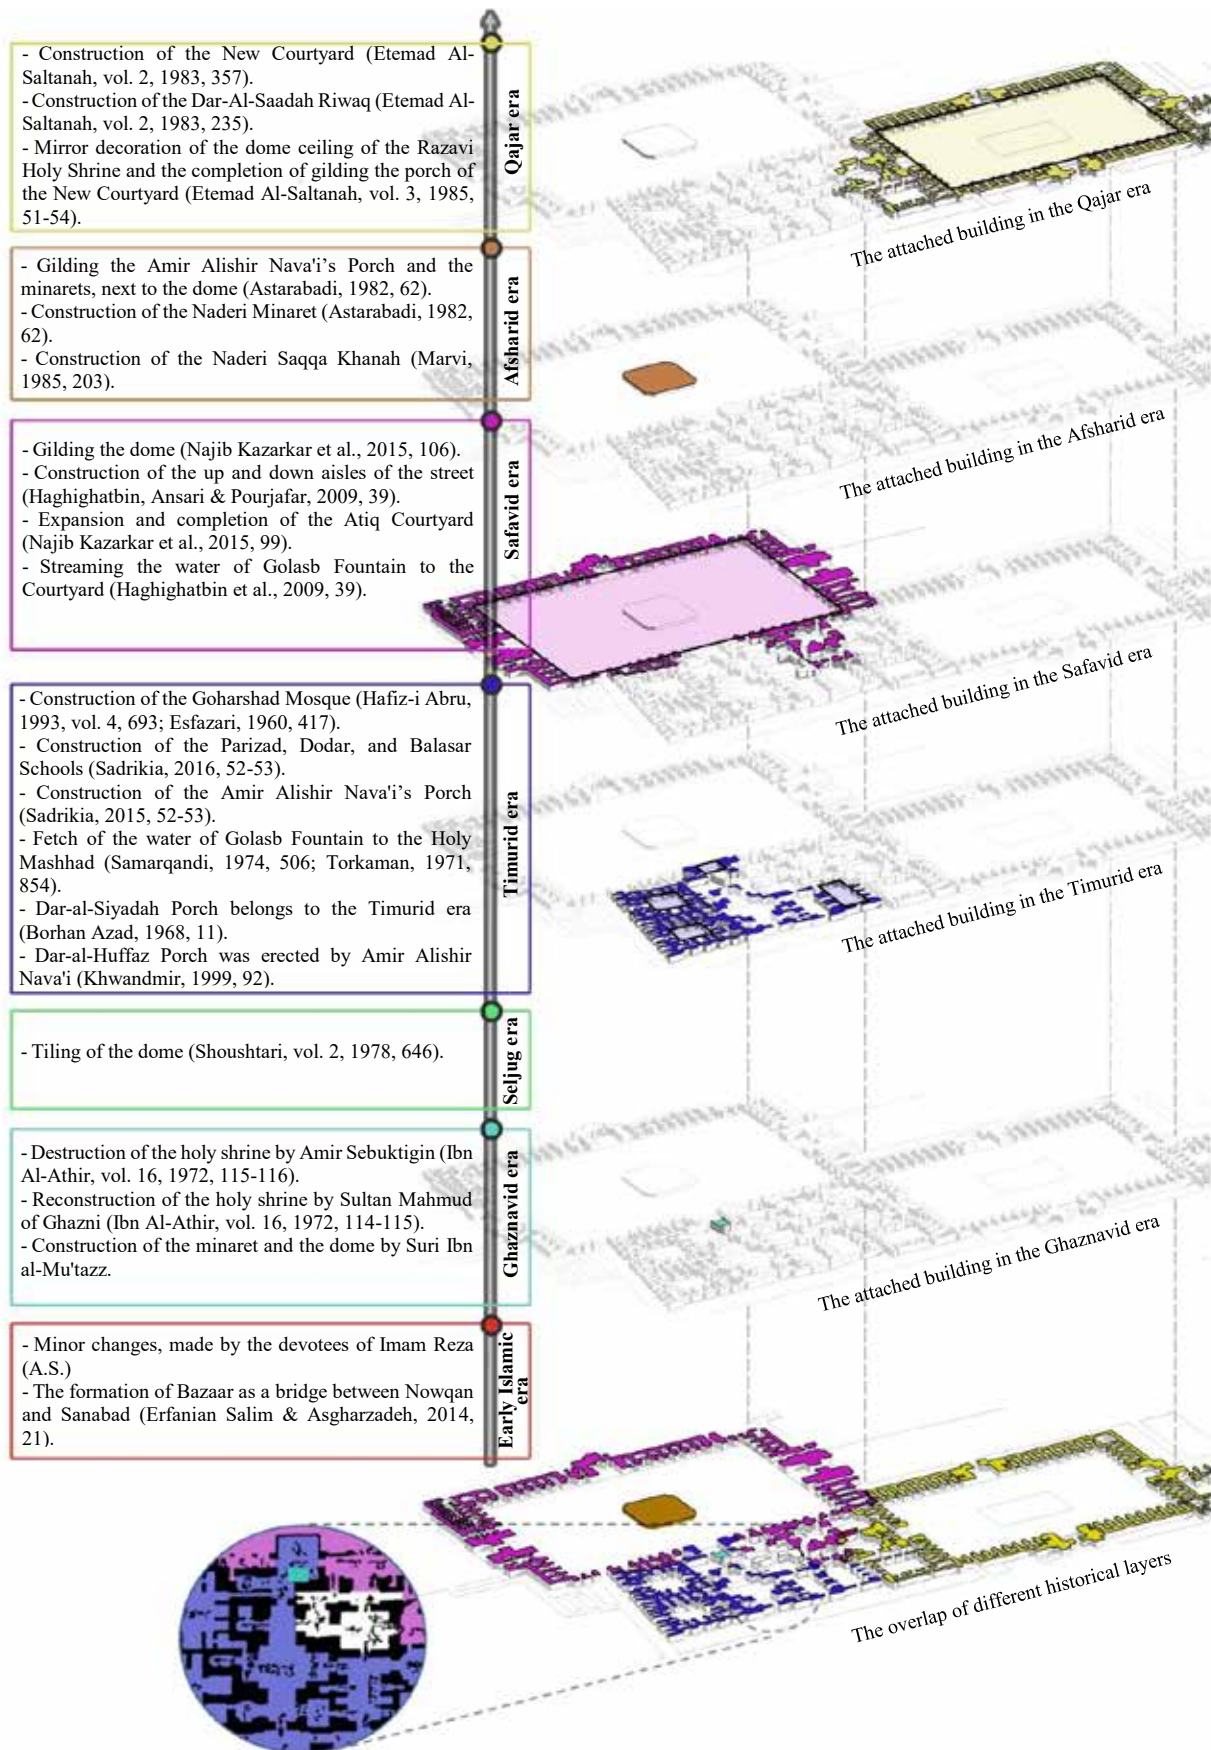 - Construction of the New Courtyard (Etemad Al-
Saltanah, vol. 2, 1983, 357).
- Construction of the Dar-Al-Saadah Riwaq (Etemad Al-
Saltanah, vol. 2, 1983, 235).
- Mirror decoration of the dome ceiling of the Razavi
Holy Shrine and the completion of gilding the porch of
the New Courtyard (Etemad Al-Saltanah, vol. 3, 1985,
51-54).
Qajar era
The attached building in the Qajar era
- Gilding the Amir Alishir Nava'i’s Porch and the
minarets, next to the dome (Astarabadi, 1982, 62).
- Construction of the Naderi Minaret (Astarabadi, 1982,
62).
- Construction of the Naderi Saqqa Khanah (Marvi,
1985, 203).
Afsharid era
The attached building in the Afsharid era
- Gilding the dome (Najib Kazarkar et al., 2015, 106).
- Construction of the up and down aisles of the street
(Haghighatbin, Ansari & Pourjafar, 2009, 39).
- Expansion and completion of the Atiq Courtyard
(Najib Kazarkar et al., 2015, 99).
- Streaming the water of Golasb Fountain to the
Courtyard (Haghighatbin et al., 2009, 39).
Safavid era
The attached building in the Safavid era
- Construction of the Goharshad Mosque (Hafiz-i Abru,
1993, vol. 4, 693; Esfazari, 1960, 417).
- Construction of the Parizad, Dodar, and Balasar
Schools (Sadrikia, 2016, 52-53).
- Construction of the Amir Alishir Nava'i's Porch
(Sadrikia, 2015, 52-53).
- Fetch of the water of Golasb Fountain to the Holy
Mashhad (Samarqandi, 1974, 506; Torkaman, 1971,
854).
- Dar-al-Siyadah Porch belongs to the Timurid era
(Borhan Azad, 1968, 11).
- Dar-al-Huffaz Porch was erected by Amir Alishir
Nava'i (Khwandmir, 1999, 92).
Timurid era
The attached building in the Timurid era
- Tiling of the dome (Shoushtari, vol. 2, 1978, 646).
Seljug era
- Destruction of the holy shrine by Amir Sebuktigin (Ibn
Al-Athir, vol. 16, 1972, 115-116).
- Reconstruction of the holy shrine by Sultan Mahmud
of Ghazni (Ibn Al-Athir, vol. 16, 1972, 114-115).
- Construction of the minaret and the dome by Suri Ibn
al-Mu'tazz.
Ghaznavid era
The attached building in the Ghaznavid era
- Minor changes, made by the devotees of Imam Reza
(A.S.)
- The formation of Bazaar as a bridge between Nowqan
and Sanabad (Erfanian Salim & Asgharzadeh, 2014,
21).
Early Islamic
era
The overlap of different historical layers